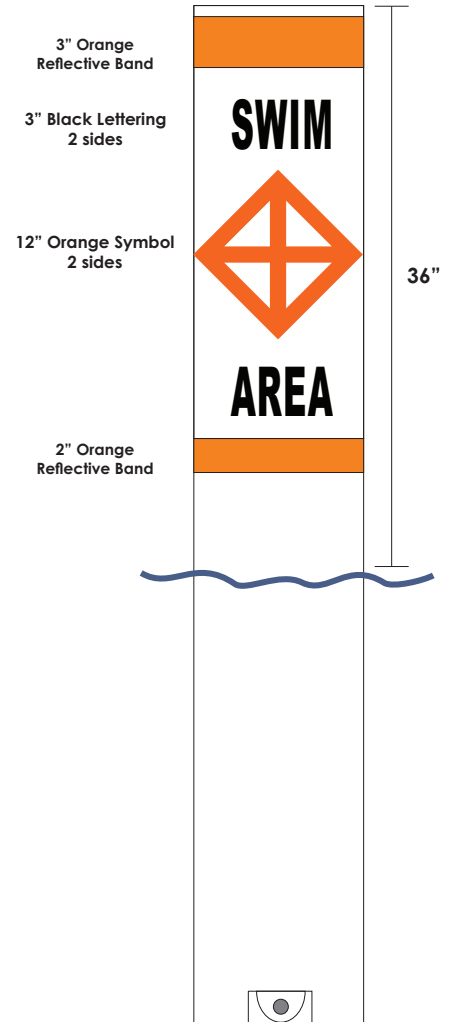 3” Orange
Reflective Band
SWIM
3” Black Lettering
2 sides
12” Orange Symbol
2 sides
36”
AREA
2” Orange
Reflective Band